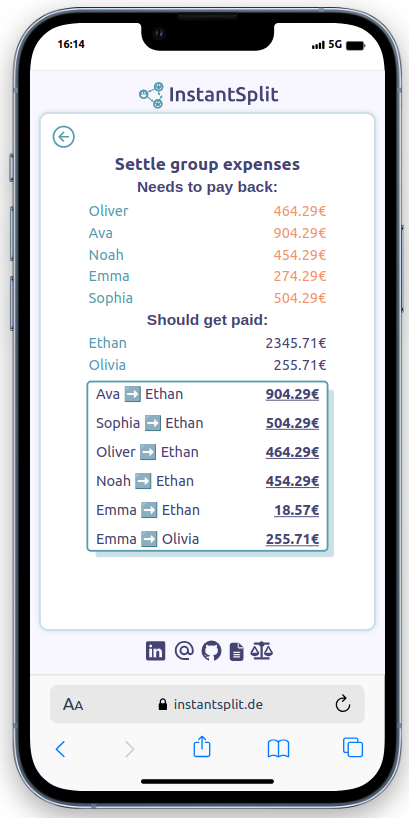 16:14 5G
InstantSplit
Settle group expenses
Needs to pay back:
Oliver 464.29€
Ava 904.29€
Noah 454.29€
Emma 274.29€
Sophia 504.29€
Should get paid:
Ethan 2345.71€
Olivia 255.71€
Ava ➡️ Ethan 904.29€
Sophia ➡️ Ethan 504.29€
Oliver ➡️ Ethan 464.29€
Noah ➡️ Ethan 454.29€
Emma ➡️ Ethan 18.57€
Emma ➡️ Olivia 255.71€
in @
AA instantsplit.de